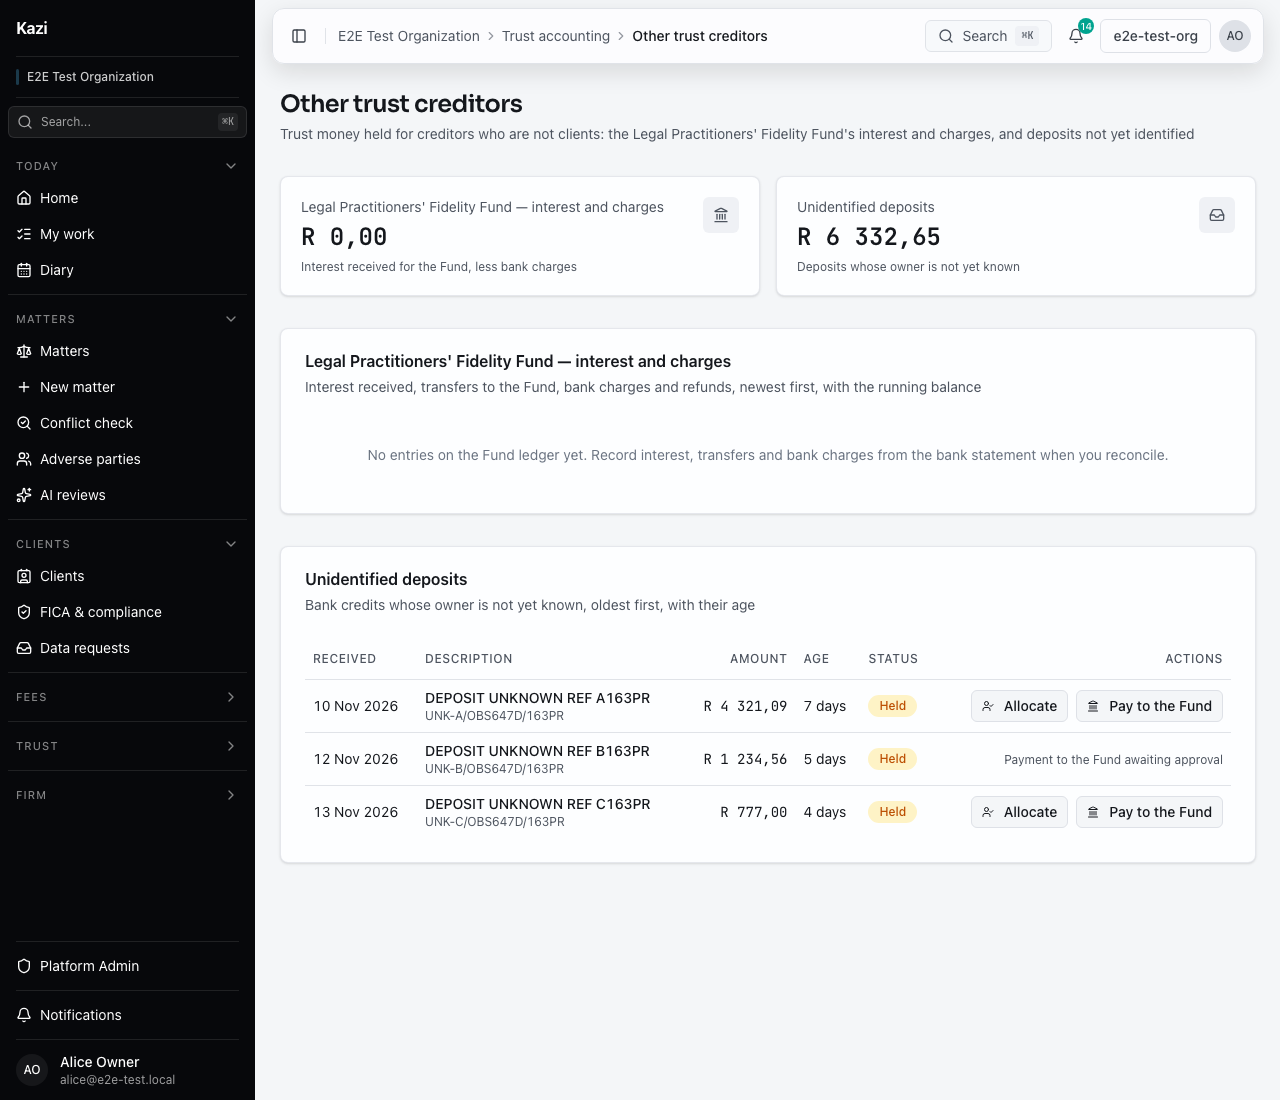 Kazi
E2E Test Organization
Search...
⌘K
TODAY
Home
My work
Diary
MATTERS
Matters
New matter
Conflict check
Adverse parties
AI reviews
CLIENTS
Clients
FICA & compliance
Data requests
FEES
TRUST
FIRM
Platform Admin
Notifications
AO
Alice Owner
alice@e2e-test.local
E2E Test Organization > Trust accounting > Other trust creditors
Search ⌘K
14
e2e-test-org
AO
Other trust creditors
Trust money held for creditors who are not clients: the Legal Practitioners' Fidelity Fund's interest and charges, and deposits not yet identified
Legal Practitioners' Fidelity Fund — interest and charges
R 0,00
Interest received for the Fund, less bank charges
Unidentified deposits
R 6 332,65
Deposits whose owner is not yet known
Legal Practitioners' Fidelity Fund — interest and charges
Interest received, transfers to the Fund, bank charges and refunds, newest first, with the running balance
No entries on the Fund ledger yet. Record interest, transfers and bank charges from the bank statement when you reconcile.
Unidentified deposits
Bank credits whose owner is not yet known, oldest first, with their age
RECEIVED DESCRIPTION AMOUNT AGE STATUS ACTIONS
10 Nov 2026 DEPOSIT UNKNOWN REF A163PR R 4 321,09 7 days Held Allocate Pay to the Fund
UNK-A/OBS647D/163PR
12 Nov 2026 DEPOSIT UNKNOWN REF B163PR R 1 234,56 5 days Held Payment to the Fund awaiting approval
UNK-B/OBS647D/163PR
13 Nov 2026 DEPOSIT UNKNOWN REF C163PR R 777,00 4 days Held Allocate Pay to the Fund
UNK-C/OBS647D/163PR